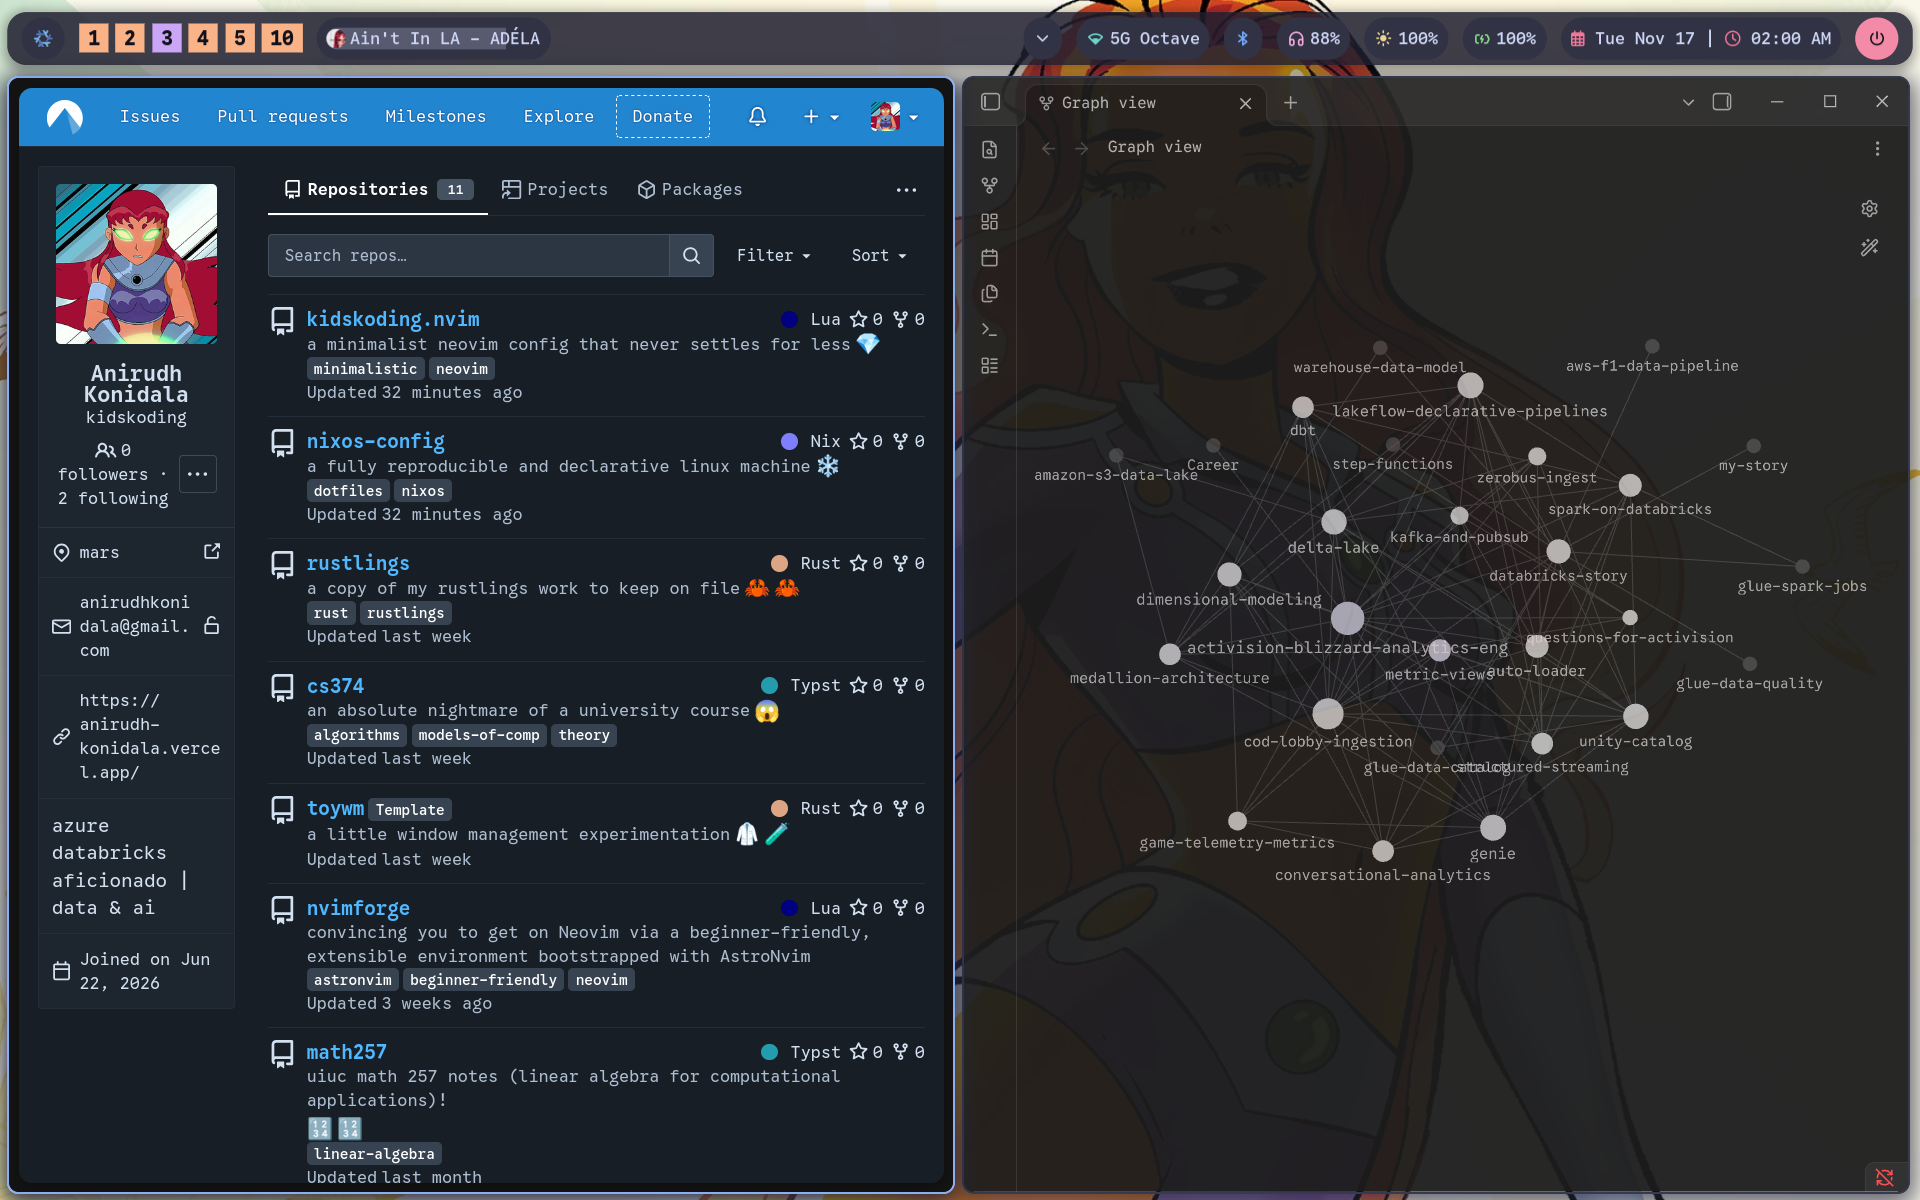 1 2 3 4 5 10 Ain't In LA - ADÉLA 5G Octave 88% 100% 100% Tue Nov 17 | 02:00 AM
Issues Pull requests Milestones Explore Donate
Anirudh
Konidala
kidskoding
0
followers ·
2 following
mars
anirudhkoni
dala@gmail.
com
https://
anirudh-
konidala.verce
l.app/
azure
databricks
aficionado |
data & ai
Joined on Jun
22, 2026
Repositories 11 Projects Packages
Search repos… Filter Sort
kidskoding.nvim Lua 0 0
a minimalist neovim config that never settles for less 💎
minimalistic neovim
Updated 32 minutes ago
nixos-config Nix 0 0
a fully reproducible and declarative linux machine ❄️
dotfiles nixos
Updated 32 minutes ago
rustlings Rust 0 0
a copy of my rustlings work to keep on file 🦀 🦀
rust rustlings
Updated last week
cs374 Typst 0 0
an absolute nightmare of a university course 😱
algorithms models-of-comp theory
Updated last week
toywm Template Rust 0 0
a little window management experimentation 🥼 🧪
Updated last week
nvimforge Lua 0 0
convincing you to get on Neovim via a beginner-friendly,
extensible environment bootstrapped with AstroNvim
astronvim beginner-friendly neovim
Updated 3 weeks ago
math257 Typst 0 0
uiuc math 257 notes (linear algebra for computational
applications)!
🔢 🔢
linear-algebra
Updated last month
Graph view
Graph view
warehouse-data-model
aws-f1-data-pipeline
lakeflow-declarative-pipelines
dbt
amazon-s3-data-lake
Career
step-functions
zerobus-ingest
my-story
spark-on-databricks
kafka-and-pubsub
delta-lake
databricks-story
glue-spark-jobs
dimensional-modeling
questions-for-activision
activision-blizzard-analytics-eng
medallion-architecture
metric-views
auto-loader
glue-data-quality
cod-lobby-ingestion
unity-catalog
glue-data-catalog
structured-streaming
game-telemetry-metrics
genie
conversational-analytics